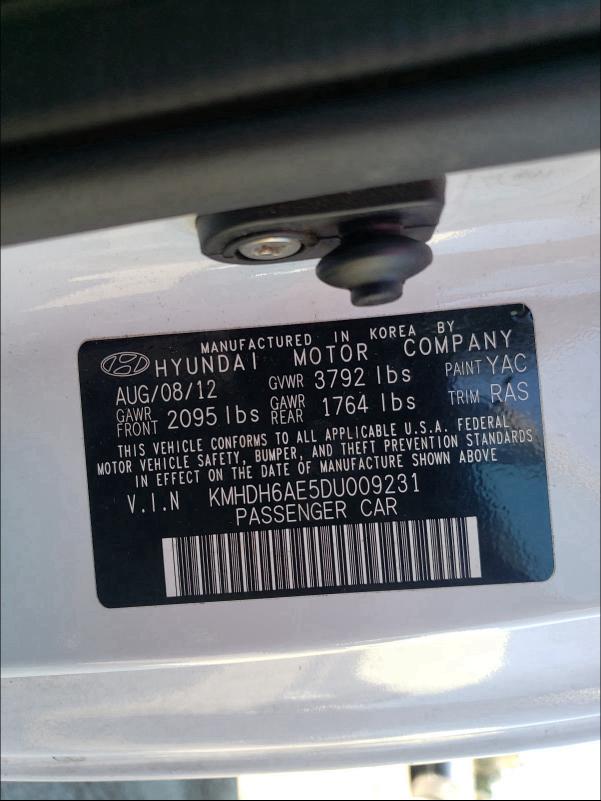 MANUFACTURED IN KOREA BY
HYUNDAI MOTOR COMPANY
AUG/08/12 GVWR 3792 lbs PAINT YAC
GAWR FRONT 2095 lbs GAWR REAR 1764 lbs TRIM RAS
THIS VEHICLE CONFORMS TO ALL APPLICABLE U.S.A. FEDERAL
MOTOR VEHICLE SAFETY, BUMPER, AND THEFT PREVENTION STANDARDS
IN EFFECT ON THE DATE OF MANUFACTURE SHOWN ABOVE
V.I.N KMHDH6AE5DU009231
PASSENGER CAR